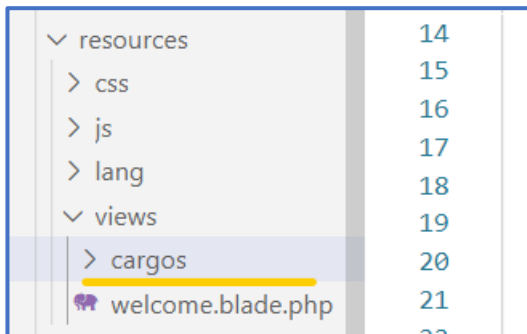 resources
css
js
lang
views
cargos
welcome.blade.php
14
15
16
17
18
19
20
21